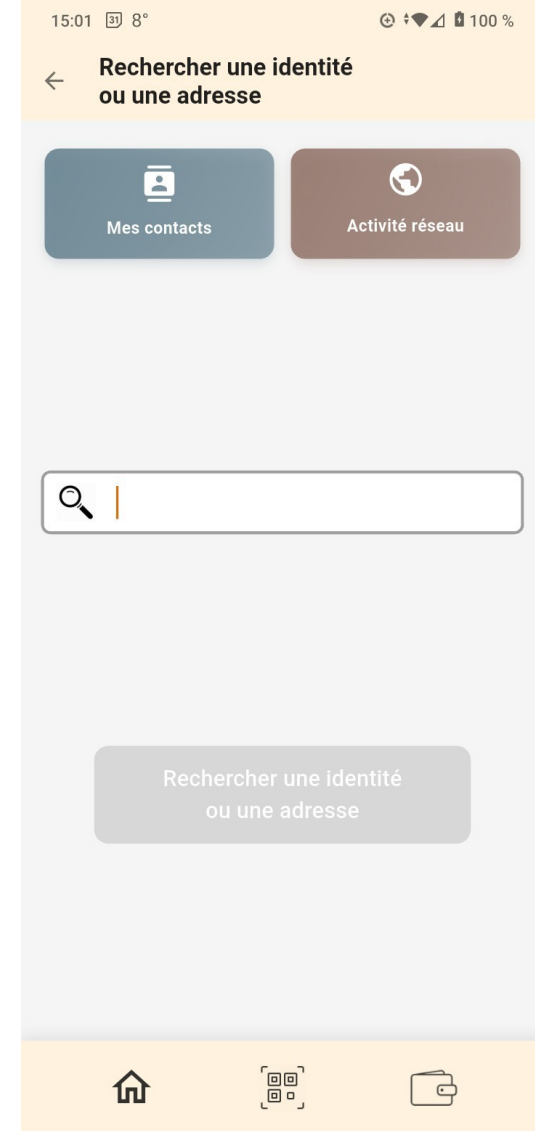 15:01 31 8° 100 %
Rechercher une identité
ou une adresse
Mes contacts
Activité réseau
Rechercher une identité
ou une adresse